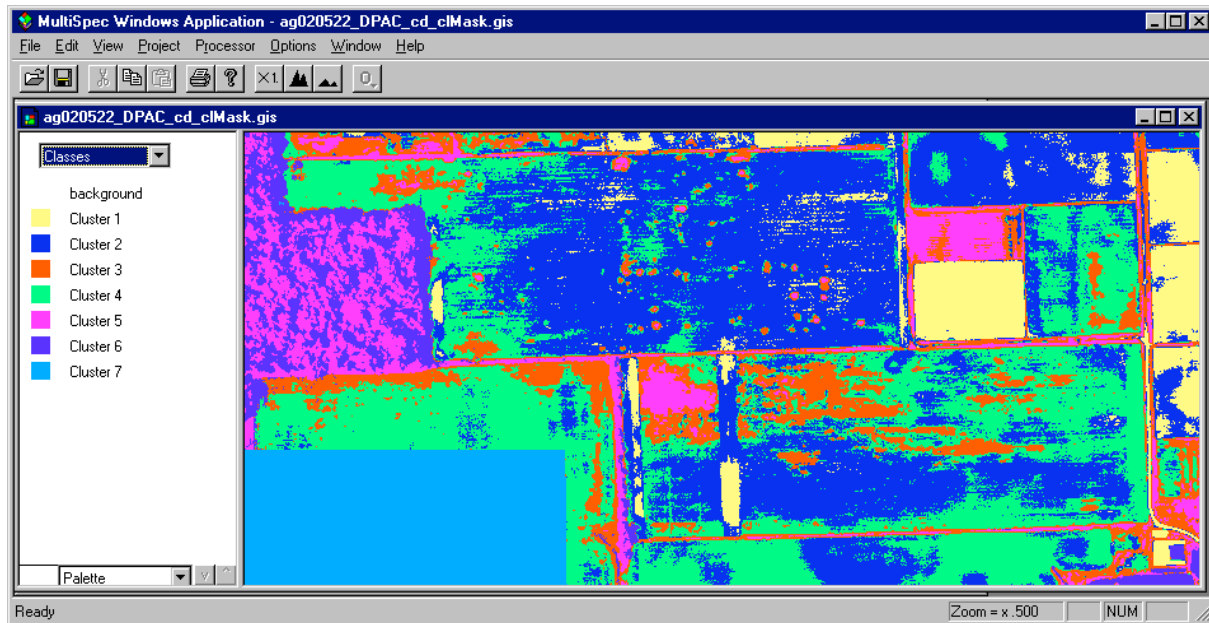 MultiSpec Windows Application - ag020522_DPAC_cd_clMask.gis
File Edit View Project Processor Options Window Help
×1
ag020522_DPAC_cd_clMask.gis
Classes
background
Cluster 1
Cluster 2
Cluster 3
Cluster 4
Cluster 5
Cluster 6
Cluster 7
Palette
Ready
Zoom = x .500
NUM